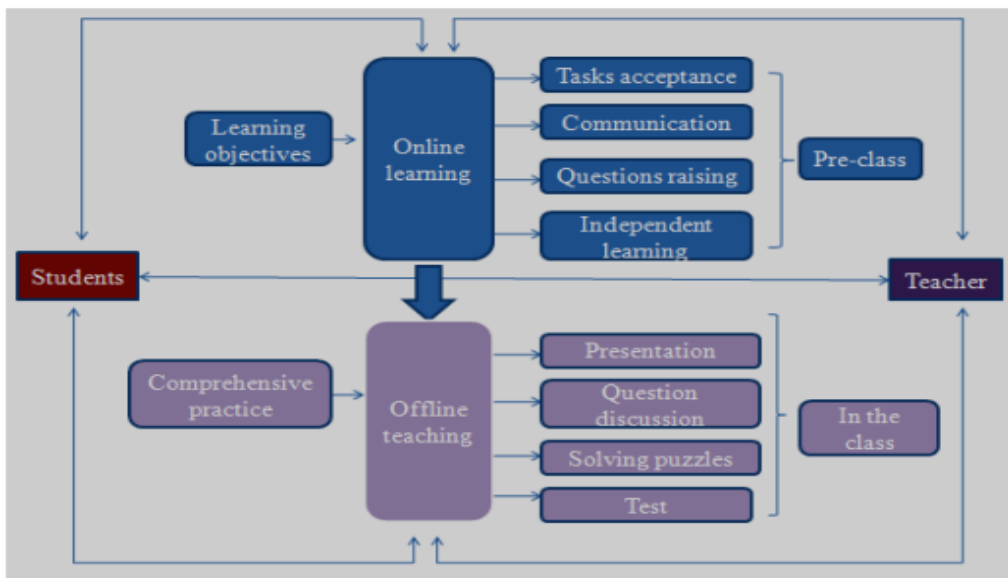 Tasks acceptance
Communication
Learning
objectives
Online
learning
Questions raising
Pre-class
Independent
learning
Students
Teacher
Presentation
Comprehensive
practice
Offline
teaching
Question
discussion
In the
class
Solving puzzles
Test